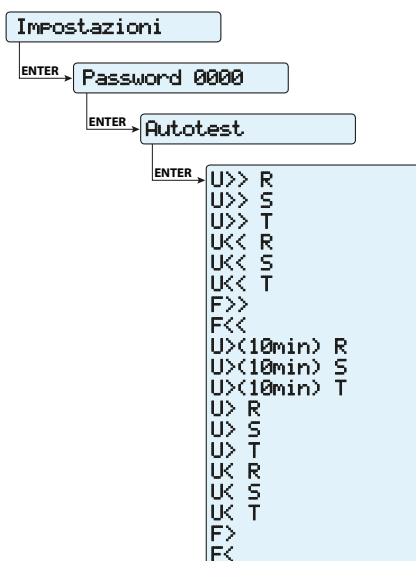 Impostazioni
ENTER
Password 0000
ENTER
Autotest
ENTER
U>> R
U>> S
U>> T
U<< R
U<< S
U<< T
F>>
F<<
U>(10min) R
U>(10min) S
U>(10min) T
U> R
U> S
U> T
U< R
U< S
U< T
F>
F<